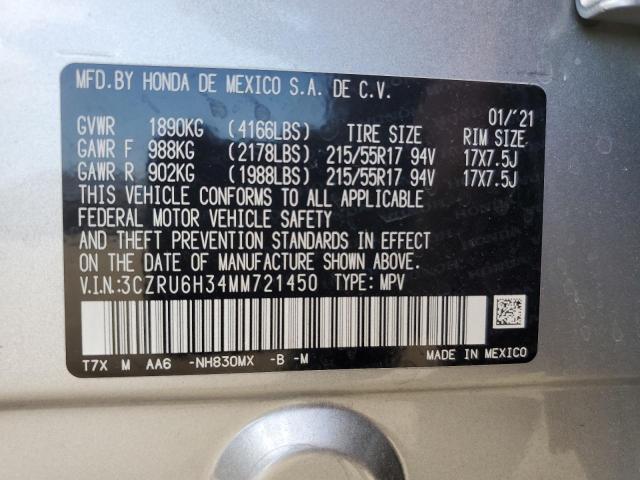 MFD.BY HONDA DE MEXICO S.A. DE C.V.
01/'21
GVWR 1890KG (4166LBS) TIRE SIZE RIM SIZE
GAWR F 988KG (2178LBS) 215/55R17 94V 17X7.5J
GAWR R 902KG (1988LBS) 215/55R17 94V 17X7.5J
THIS VEHICLE CONFORMS TO ALL APPLICABLE
FEDERAL MOTOR VEHICLE SAFETY
AND THEFT PREVENTION STANDARDS IN EFFECT
ON THE DATE OF MANUFACTURE SHOWN ABOVE.
V.I.N.:3CZRU6H34MM721450 TYPE: MPV
T7X M AA6 -NH830MX -B -M MADE IN MEXICO